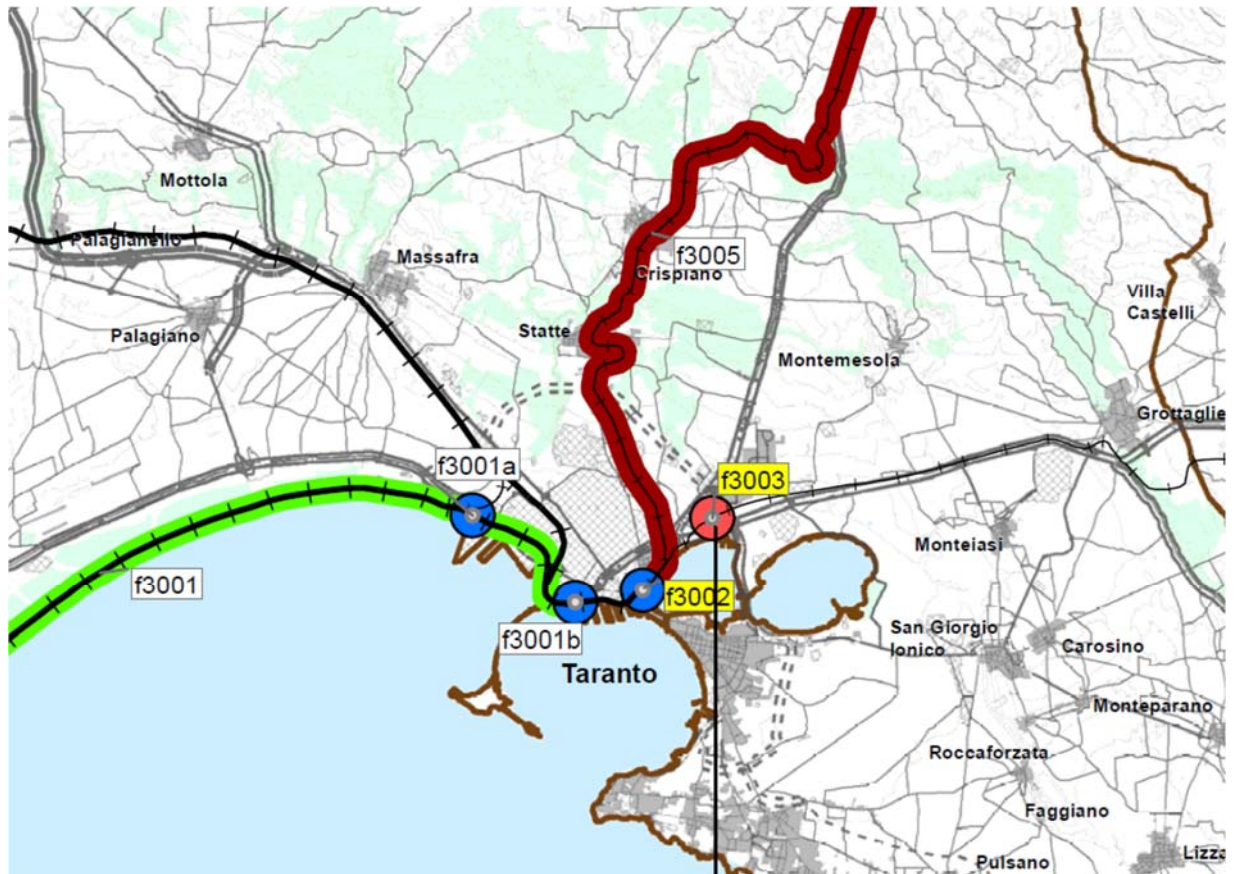 Mottola
Palagianello
Massafra
f3005
Crispiano
Villa
Castelli
Palagiano
Statte
Montemesola
Grottaglie
f3001a
f3003
Monteiasi
f3001
f3002
f3001b
San Giorgio
Ionico
Carosino
Taranto
Monteparano
Roccaforzata
Faggiano
Pulsano
Lizza